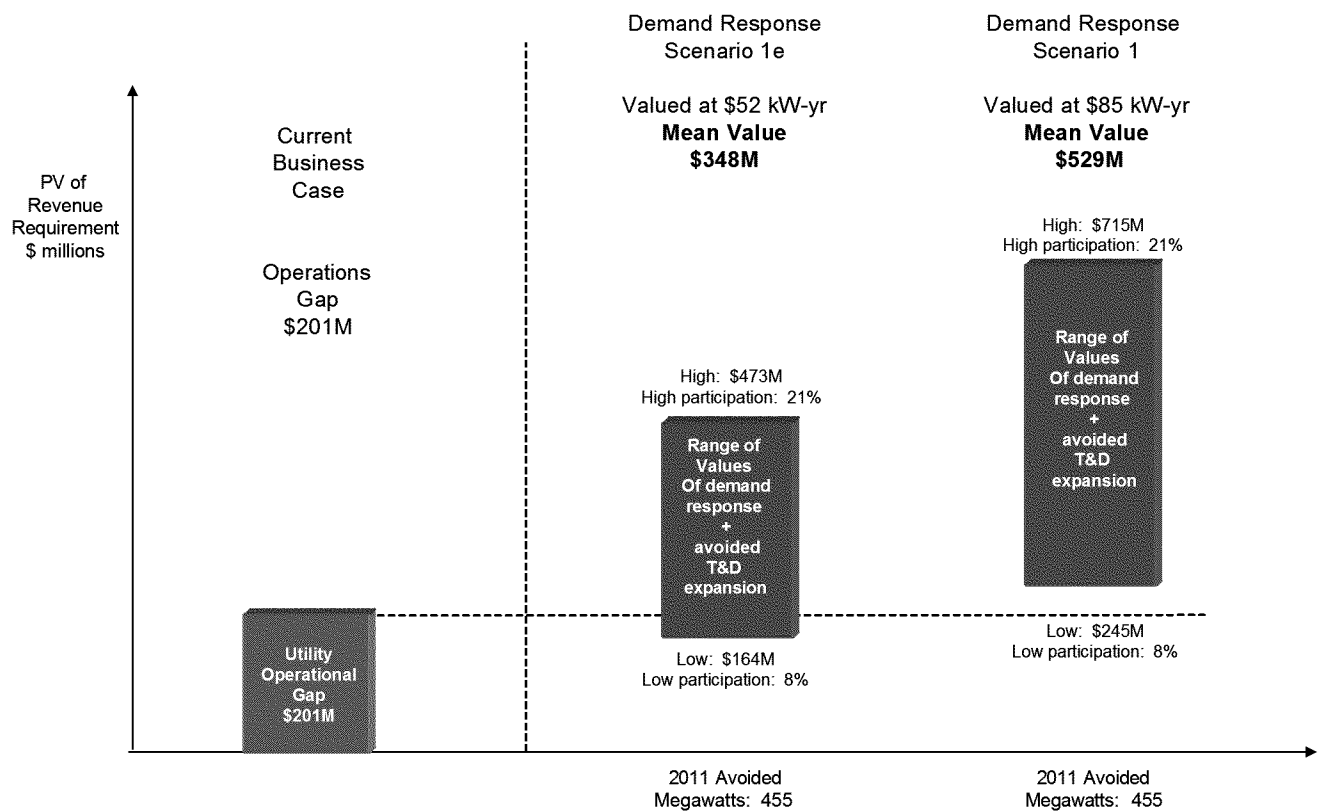 PV of
Revenue
Requirement
$ millions
Current
Business
Case
Operations
Gap
$201M
Utility
Operational
Gap
$201M
Demand Response
Scenario 1e
Valued at $52 kW-yr
Mean Value
$348M
High: $473M
High participation: 21%
Range of
Values
Of demand
response
+
avoided
T&D
expansion
Low: $164M
Low participation: 8%
2011 Avoided
Megawatts: 455
Demand Response
Scenario 1
Valued at $85 kW-yr
Mean Value
$529M
High: $715M
High participation: 21%
Range of
Values
Of demand
response
+
avoided
T&D
expansion
Low: $245M
Low participation: 8%
2011 Avoided
Megawatts: 455